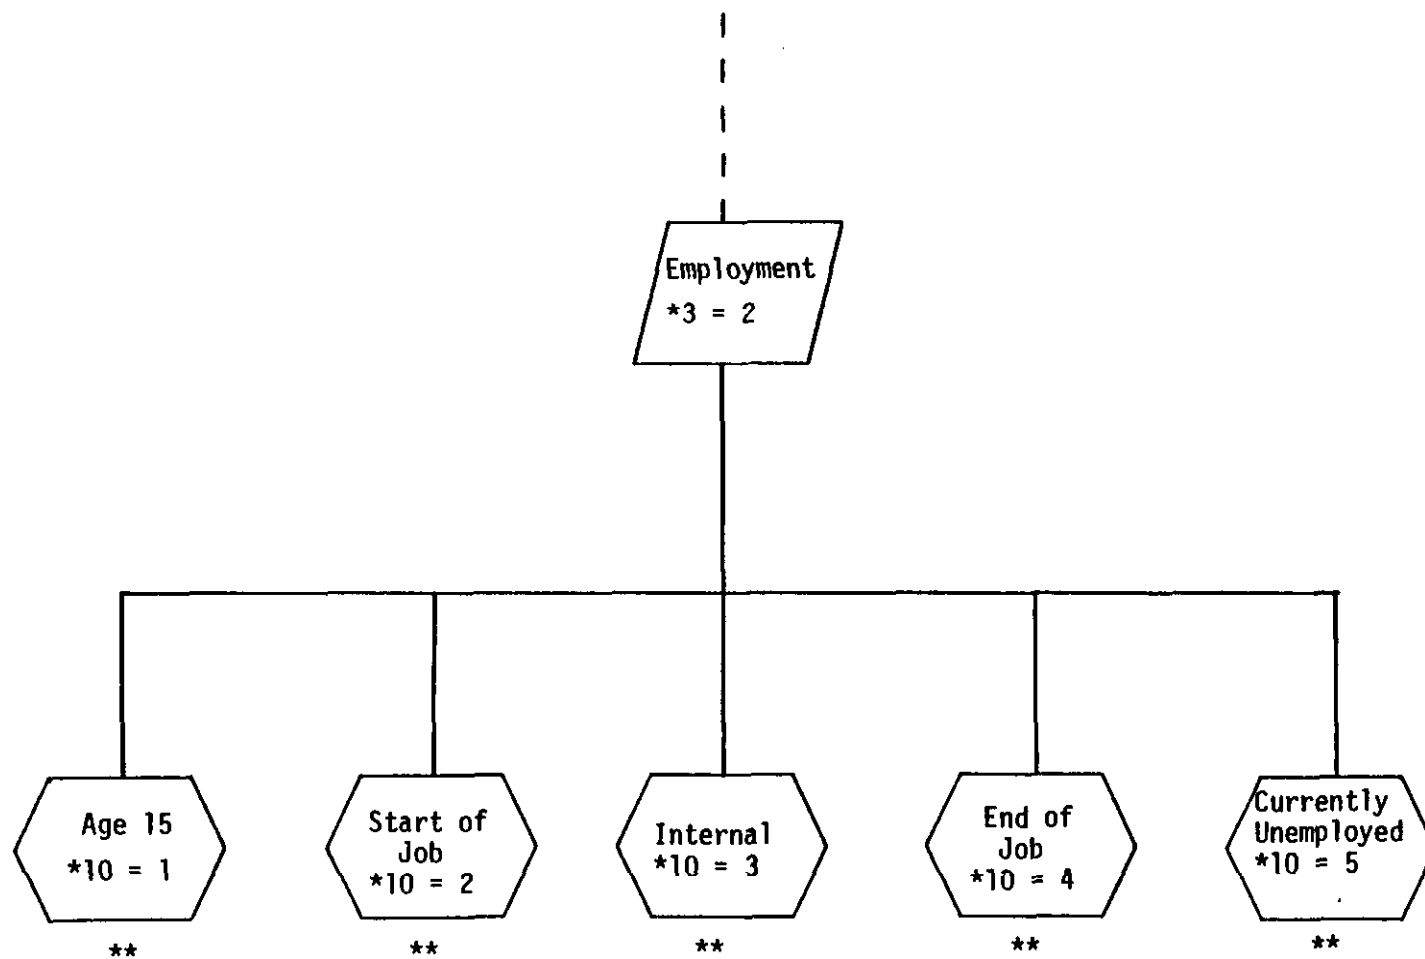 Employment
*3 = 2
Age 15
*10 = 1
Start of
Job
*10 = 2
Internal
*10 = 3
End of
Job
*10 = 4
Currently
Unemployed
*10 = 5
**
**
**
**
**